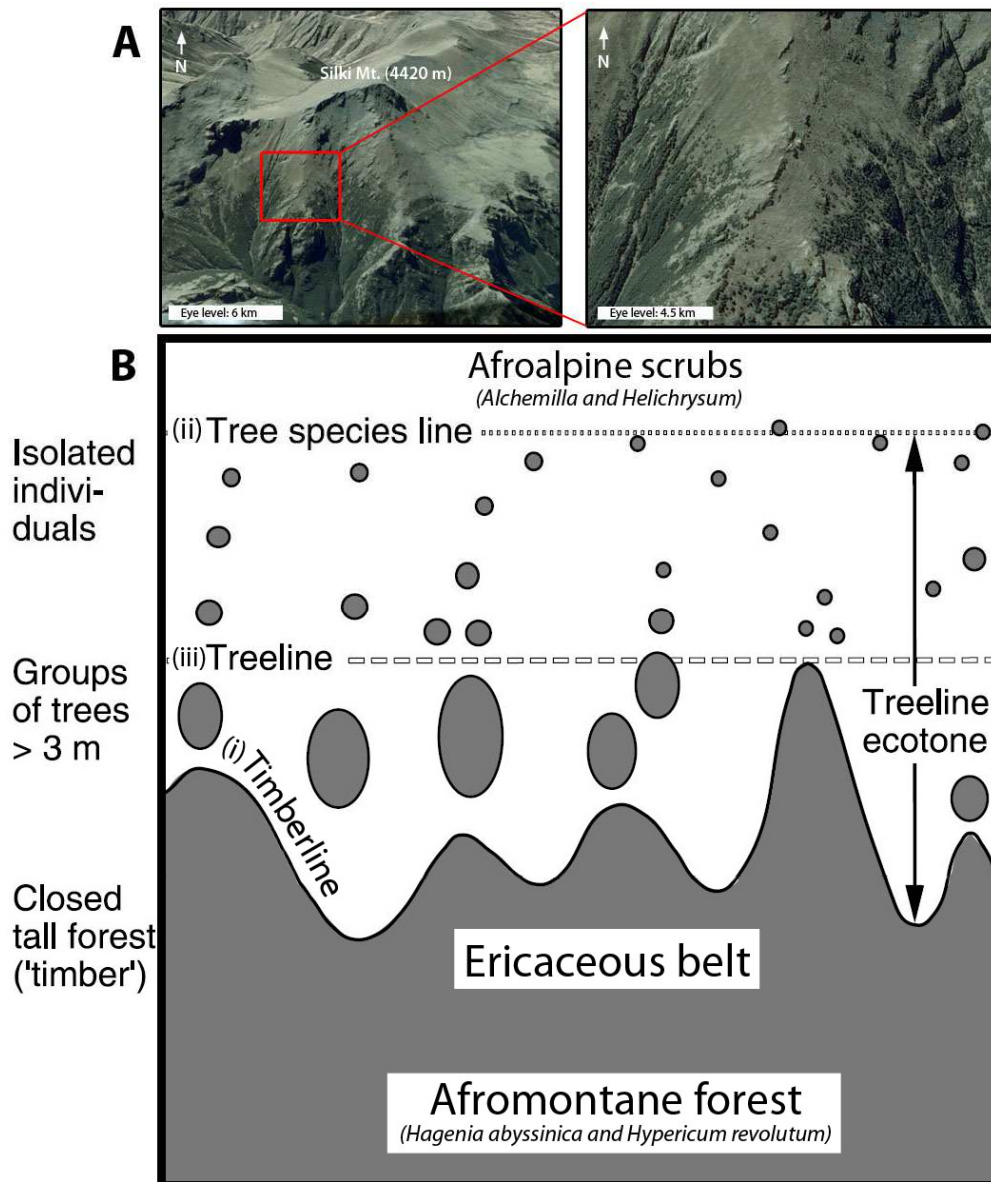 A
N
Silki Mt. (4420 m)
Eye level: 6 km
N
Eye level: 4.5 km
B
Afroalpine scrubs
(Alchemilla and Helichrysum)
(ii) Tree species line
Isolated
indivi-
duals
(iii) Treeline
Groups
of trees
> 3 m
(i) Timberline
Treeline
ecotone
Closed
tall forest
('timber')
Ericaceous belt
Afromontane forest
(Hagenia abyssinica and Hypericum revolutum)